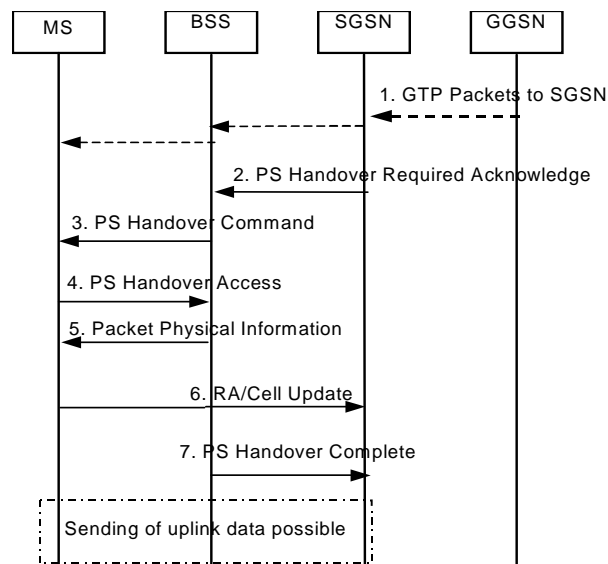 MS
BSS
SGSN
GGSN
1. GTP Packets to SGSN
2. PS Handover Required Acknowledge
3. PS Handover Command
4. PS Handover Access
5. Packet Physical Information
6. RA/Cell Update
7. PS Handover Complete
Sending of uplink data possible